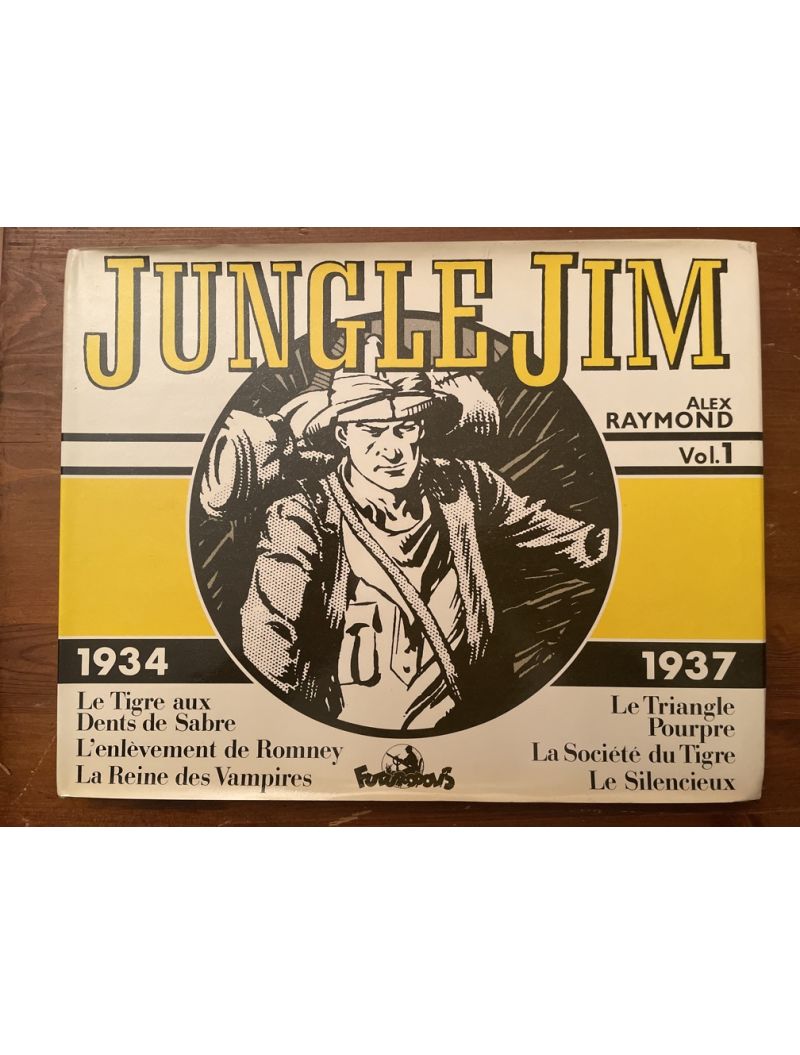 JUNGLE JIM
ALEX
RAYMOND
Vol.1
1934
Le Tigre aux
Dents de Sabre
L'enlèvement de Romney
La Reine des Vampires
FUTUROPOLIS
1937
Le Triangle
Pourpre
La Société du Tigre
Le Silencieux